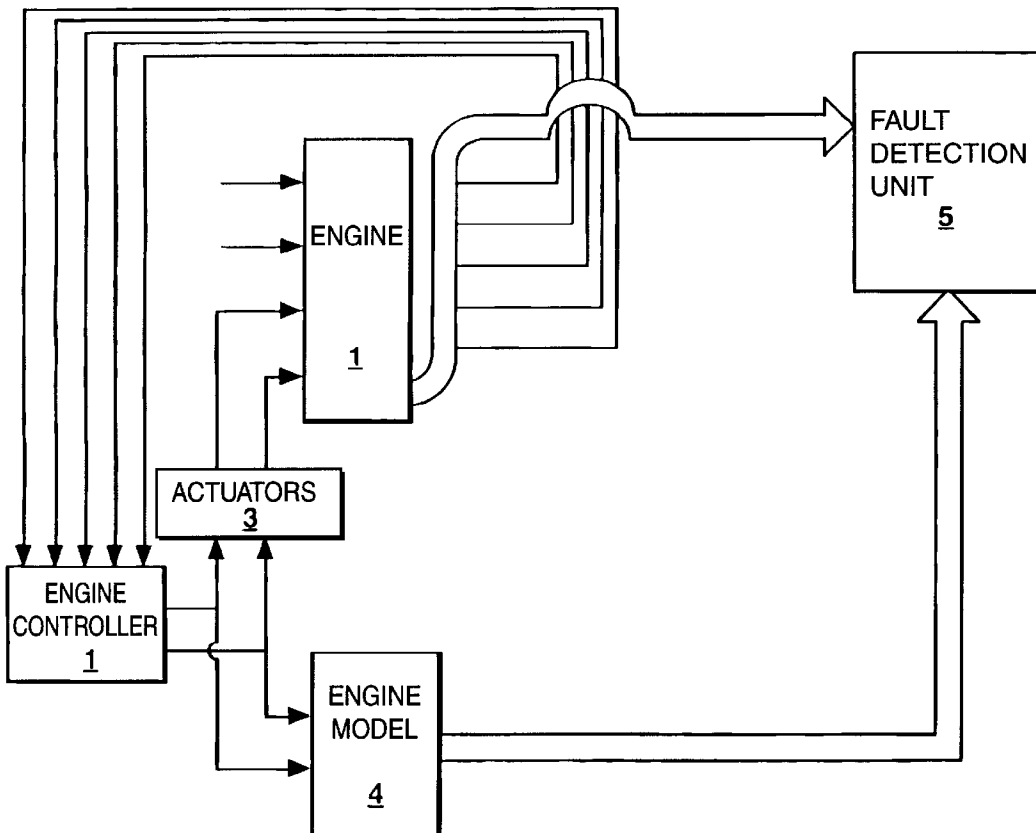 FAULT
DETECTION
UNIT
5
ENGINE
1
ACTUATORS
3
ENGINE
CONTROLLER
1
ENGINE
MODEL
4